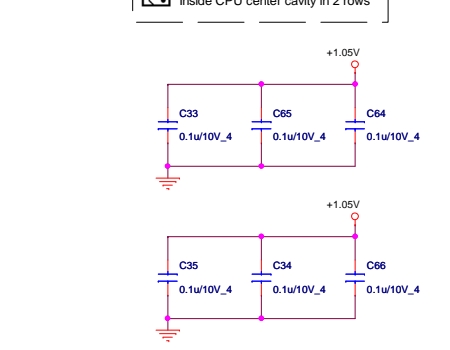 Inside CPU center cavity in 2 rows
+1.05V
C33 C65 C64
0.1u/10V_4 0.1u/10V_4 0.1u/10V_4
+1.05V
C35 C34 C66
0.1u/10V_4 0.1u/10V_4 0.1u/10V_4